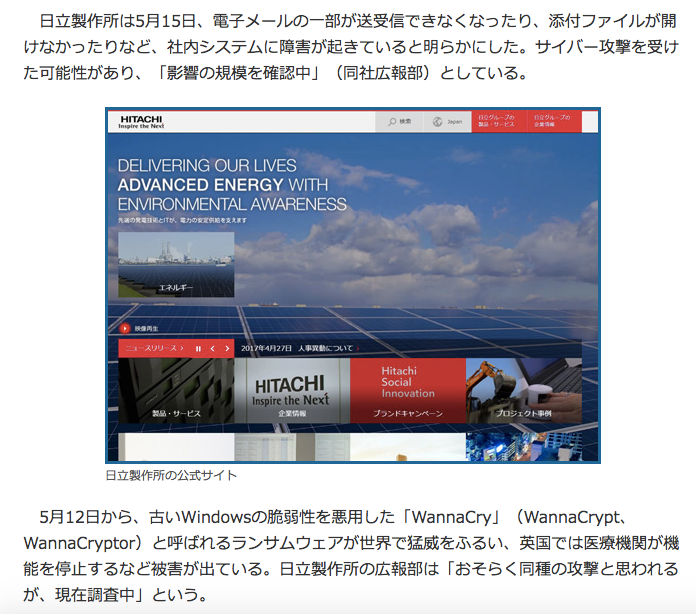 日立製作所は5月15日、電子メールの一部が送受信できなくなったり、添付ファイルが開
けなかったりなど、社内システムに障害が起きていると明らかにした。サイバー攻撃を受け
た可能性があり、「影響の規模を確認中」（同社広報部）としている。
HITACHI
Inspire the Next
検索
Japan
日立グループの
製品・サービス
日立グループの
企業情報
DELIVERING OUR LIVES
ADVANCED ENERGY WITH
ENVIRONMENTAL AWARENESS
先端の発電技術とITが、電力の安定供給を支えます
エネルギー
映像再生
ニュースリリース
2017年4月27日 人事異動について
製品・サービス
HITACHI
Inspire the Next
企業情報
Hitachi
Social
Innovation
ブランドキャンペーン
プロジェクト事例
日立製作所の公式サイト
5月12日から、古いWindowsの脆弱性を悪用した「WannaCry」（WannaCrypt、
WannaCryptor）と呼ばれるランサムウェアが世界で猛威をふるい、英国では医療機関が機
能を停止するなど被害が出ている。日立製作所の広報部は「おそらく同種の攻撃と思われる
が、現在調査中」という。